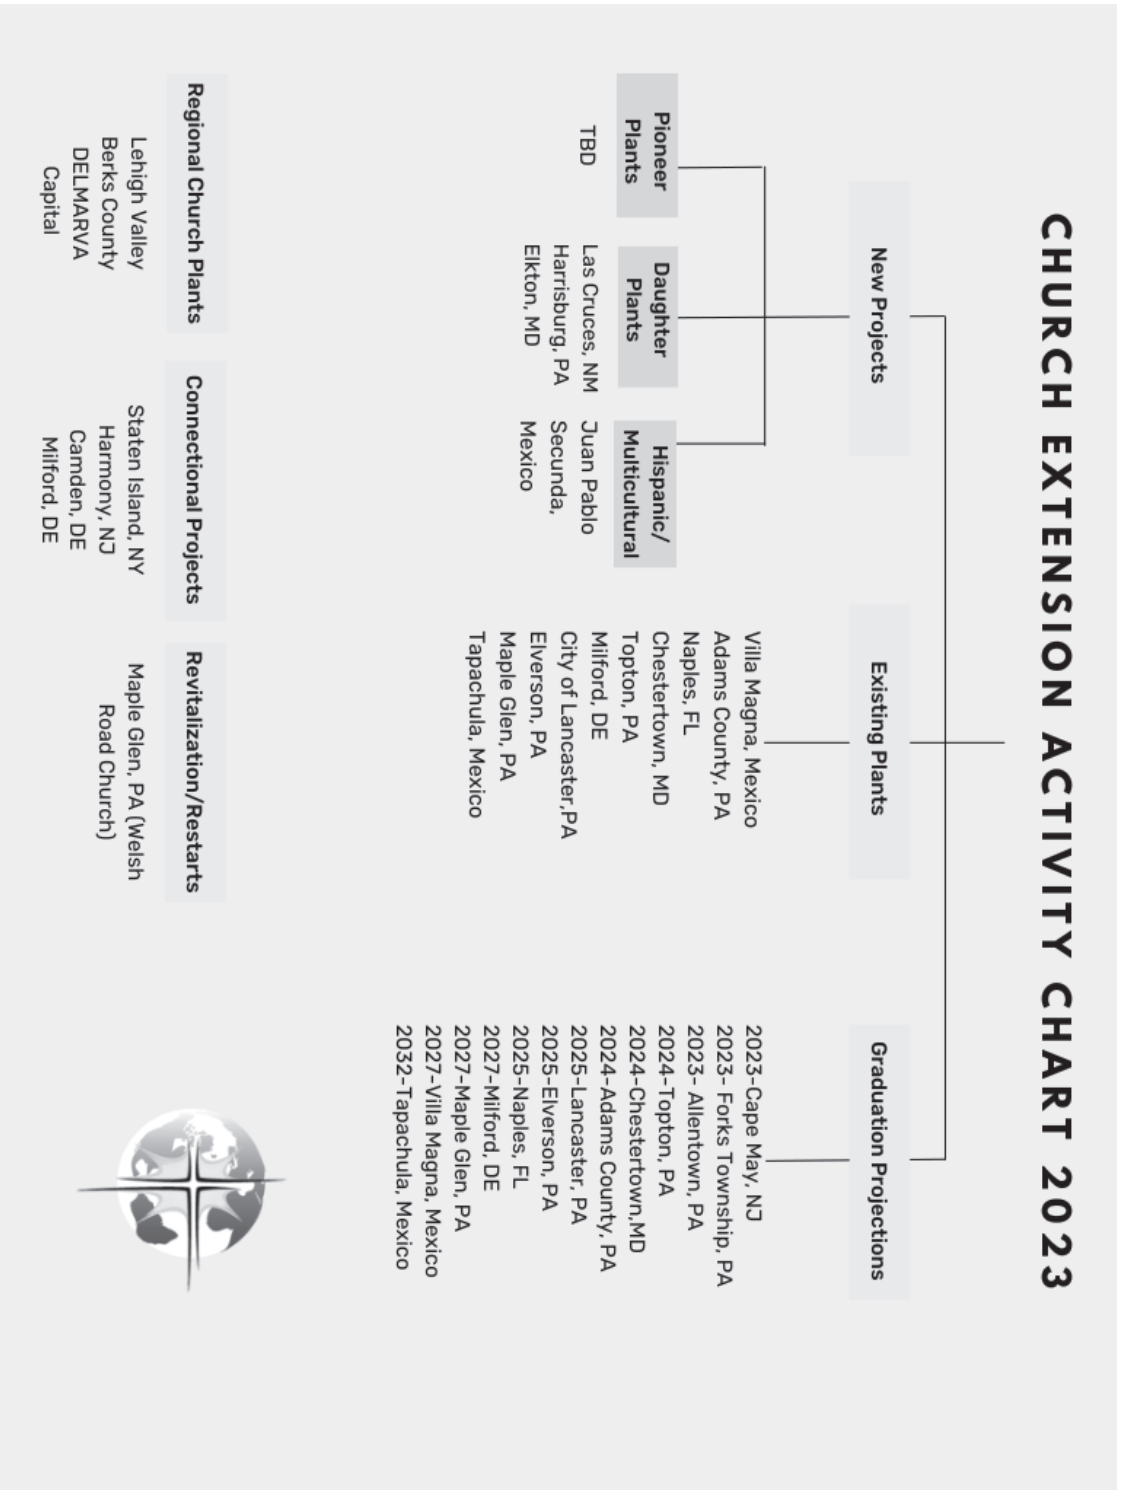 CHURCH EXTENSION ACTIVITY CHART 2023
New Projects
Pioneer
Plants
TBD
Daughter
Plants
Las Cruces, NM
Harrisburg, PA
Elkton, MD
Hispanic/
Multicultural
Juan Pablo
Secunda,
Mexico
Existing Plants
Villa Magna, Mexico
Adams County, PA
Naples, FL
Chestertown, MD
Topton, PA
Milford, DE
City of Lancaster,PA
Elverson, PA
Maple Glen, PA
Tapachula, Mexico
Graduation Projections
2023-Cape May, NJ
2023- Forks Township, PA
2023- Allentown, PA
2024-Topton, PA
2024-Chestertown,MD
2024-Adams County, PA
2025-Lancaster, PA
2025-Elverson, PA
2025-Naples, FL
2027-Milford, DE
2027-Maple Glen, PA
2027-Villa Magna, Mexico
2032-Tapachula, Mexico
Regional Church Plants
Lehigh Valley
Berks County
DELMARVA
Capital
Connectional Projects
Staten Island, NY
Harmony, NJ
Camden, DE
Milford, DE
Revitalization/Restarts
Maple Glen, PA (Welsh
Road Church)